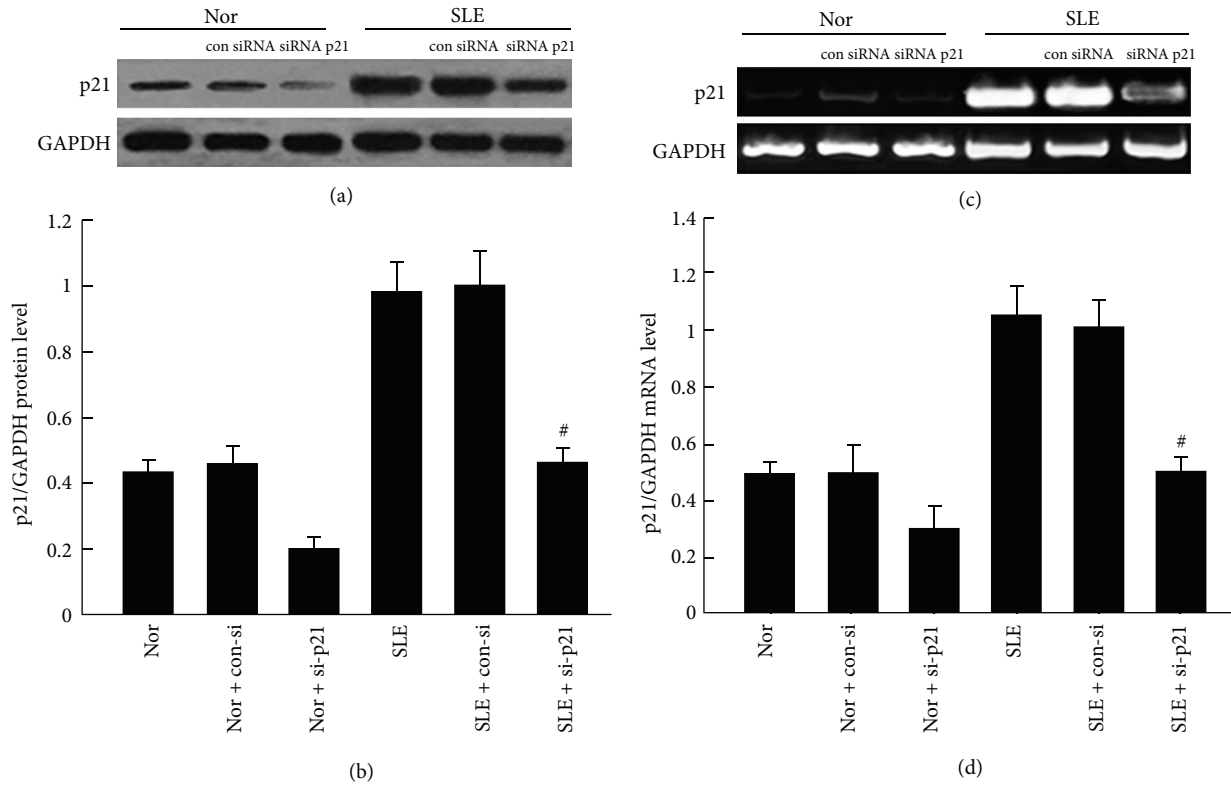 Nor SLE
con siRNA siRNA p21 con siRNA siRNA p21
p21
GAPDH
(a)
1.2
1
0.8
0.6
0.4
0.2
0
p21/GAPDH protein level
#
Nor
Nor + con-si
Nor + si-p21
SLE
SLE + con-si
SLE + si-p21
(b)
Nor SLE
con siRNA siRNA p21 con siRNA siRNA p21
p21
GAPDH
(c)
1.4
1.2
1
0.8
0.6
0.4
0.2
0
p21/GAPDH mRNA level
#
Nor
Nor + con-si
Nor + si-p21
SLE
SLE + con-si
SLE + si-p21
(d)